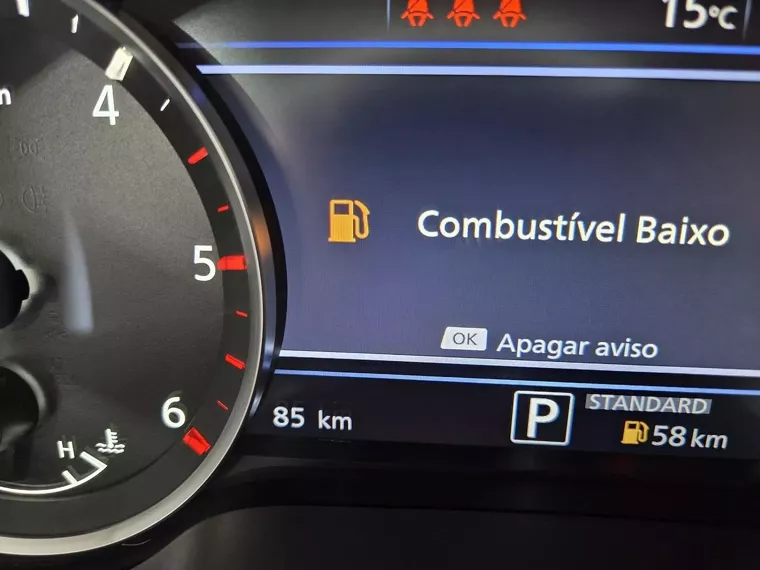 15°C
4
Combustível Baixo
5
OK Apagar aviso
6
85 km
P
STANDARD
58 km
H